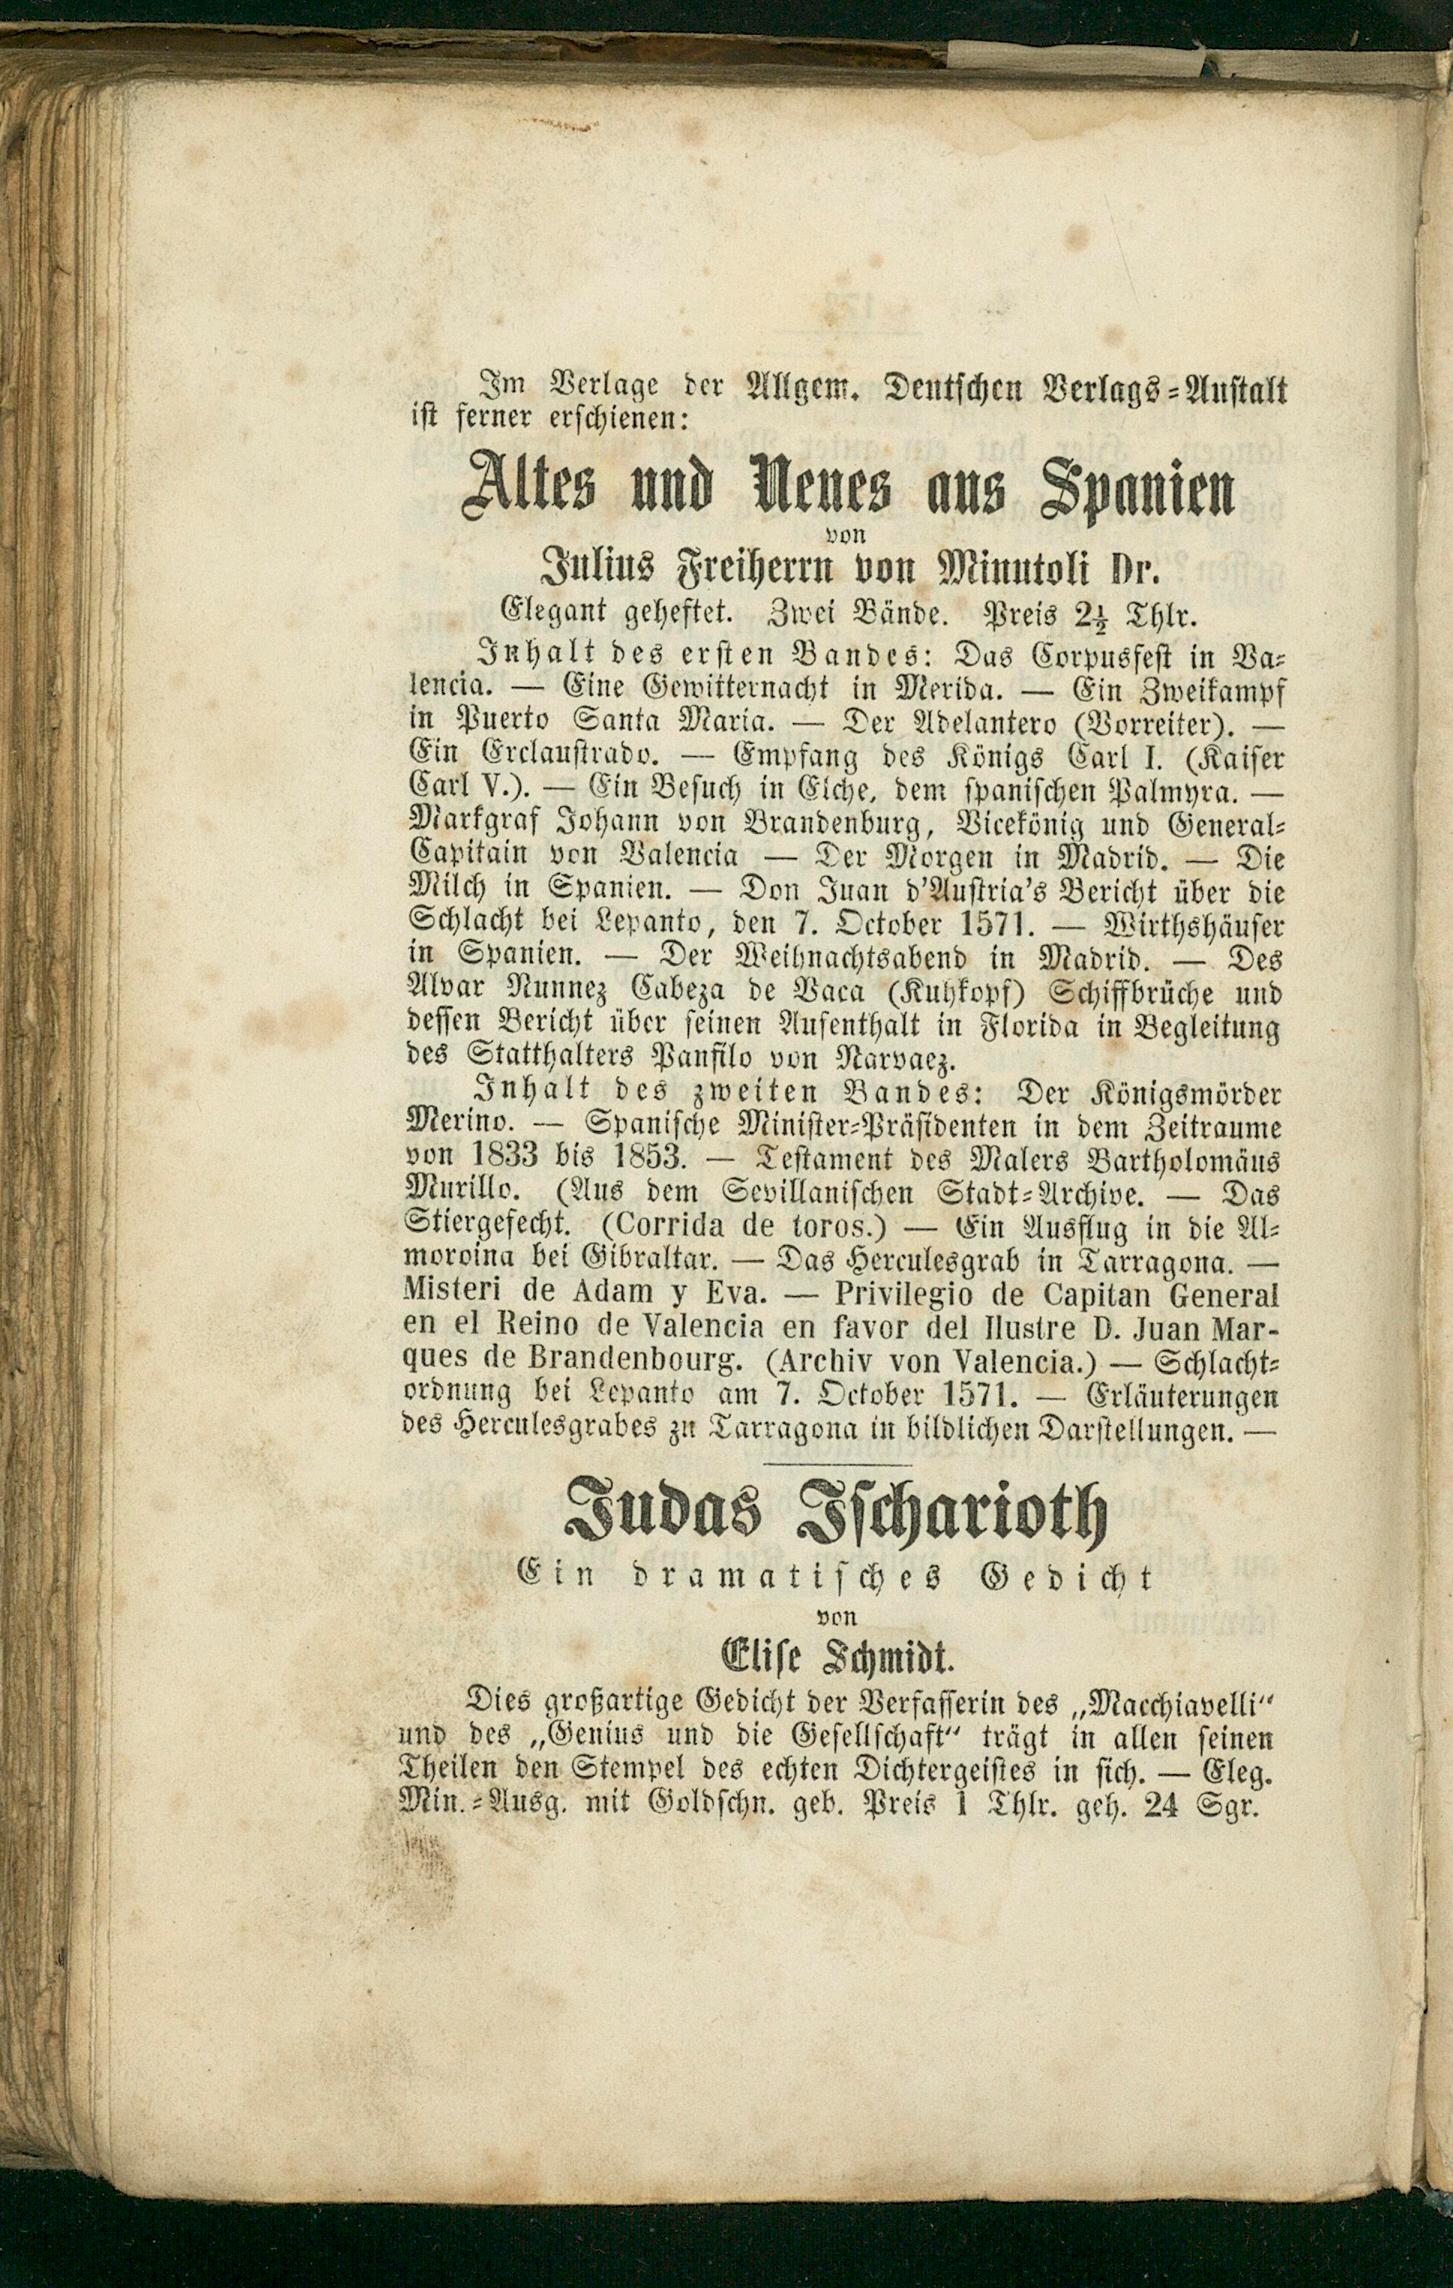 Im Verlage der Allgem. Deutschen Verlags-Anstalt
ist ferner erschienen:
Altes und Neues aus Spanien
von
Julius Freiherrn von Minutoli Dr.
Elegant geheftet. Zwei Bände. Preis 2½ Thlr.
Inhalt des ersten Bandes: Das Corpusfest in Va-
lencia. — Eine Gewitternacht in Merida. — Ein Zweikampf
in Puerto Santa Maria. — Der Adelantero (Vorreiter). —
Ein Erclaustrado. — Empfang des Königs Carl I. (Kaiser
Carl V.). — Ein Besuch in Elche, dem spanischen Palmyra. —
Markgraf Johann von Brandenburg, Vicekönig und General-
Capitain von Valencia — Der Morgen in Madrid. — Die
Milch in Spanien. — Don Juan d'Austria's Bericht über die
Schlacht bei Lepanto, den 7. October 1571. — Wirthshäuser
in Spanien. — Der Weihnachtsabend in Madrid. — Des
Alvar Nunnez Cabeza de Vaca (Kuhkopf) Schiffbrüche und
dessen Bericht über seinen Aufenthalt in Florida in Begleitung
des Statthalters Panfilo von Narvaez.
Inhalt des zweiten Bandes: Der Königsmörder
Merino. — Spanische Minister-Präsidenten in dem Zeitraume
von 1833 bis 1853. — Testament des Malers Bartholomäus
Murillo. (Aus dem Sevillanischen Stadt-Archive. — Das
Stiergefecht. (Corrida de toros.) — Ein Ausflug in die Al-
moroina bei Gibraltar. — Das Herculesgrab in Tarragona. —
Misteri de Adam y Eva. — Privilegio de Capitan General
en el Reino de Valencia en favor del Ilustre D. Juan Mar-
ques de Brandenbourg. (Archiv von Valencia.) — Schlacht-
ordnung bei Lepanto am 7. October 1571. — Erläuterungen
des Herculesgrabes zu Tarragona in bildlichen Darstellungen. —
Judas Ischarioth
Ein dramatisches Gedicht
von
Elise Schmidt.
Dies großartige Gedicht der Verfasserin des „Macchiavelli“
und des „Genius und die Gesellschaft“ trägt in allen seinen
Theilen den Stempel des echten Dichtergeistes in sich. — Eleg.
Min.-Ausg. mit Goldschn. geb. Preis 1 Thlr. geh. 24 Sgr.